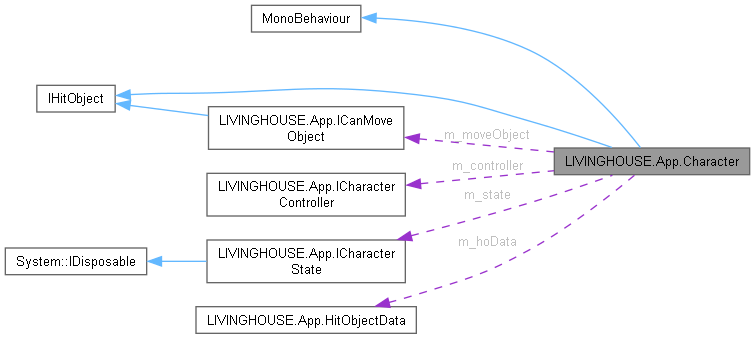 MonoBehaviour
IHitObject
LIVINGHOUSE.App.ICanMove
Object
m_moveObject
LIVINGHOUSE.App.Character
m_controller
LIVINGHOUSE.App.ICharacter
Controller
m_state
m_hoData
System::IDisposable
LIVINGHOUSE.App.ICharacter
State
LIVINGHOUSE.App.HitObjectData